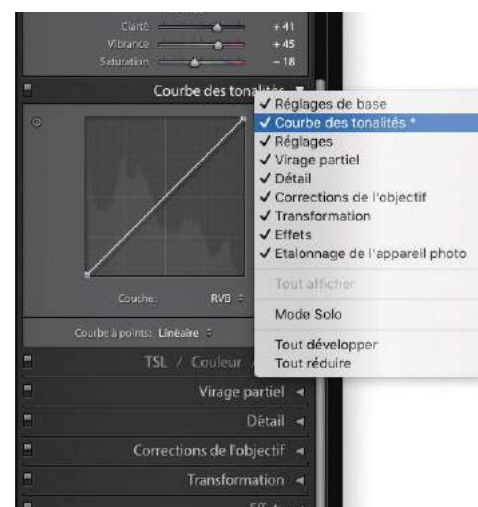 Clarté + 41
Vibrance + 45
Saturation - 18
Courbe des tonalités
✓ Réglages de base
✓ Courbe des tonalités *
✓ Réglages
✓ Virage partiel
✓ Détail
✓ Corrections de l'objectif
✓ Transformation
✓ Effets
✓ Etalonnage de l'appareil photo
Tout afficher
Mode Solo
Tout développer
Tout réduire
Couche: RVB
Courbe à points: Linéaire
TSL / Couleur /
Virage partiel
Détail
Corrections de l'objectif
Transformation